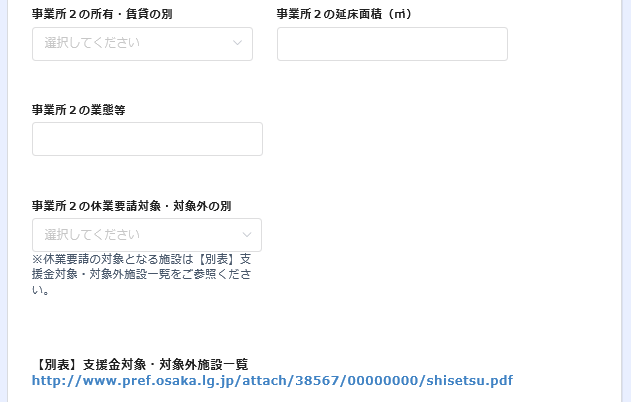 事業所２の所有・賃貸の別
事業所２の延床面積（㎡）
選択してください
事業所２の業態等
事業所２の休業要請対象・対象外の別
選択してください
※休業要請の対象となる施設は【別表】支
援金対象・対象外施設一覧をご参照くださ
い。
【別表】支援金対象・対象外施設一覧
http://www.pref.osaka.lg.jp/attach/38567/00000000/shisetsu.pdf